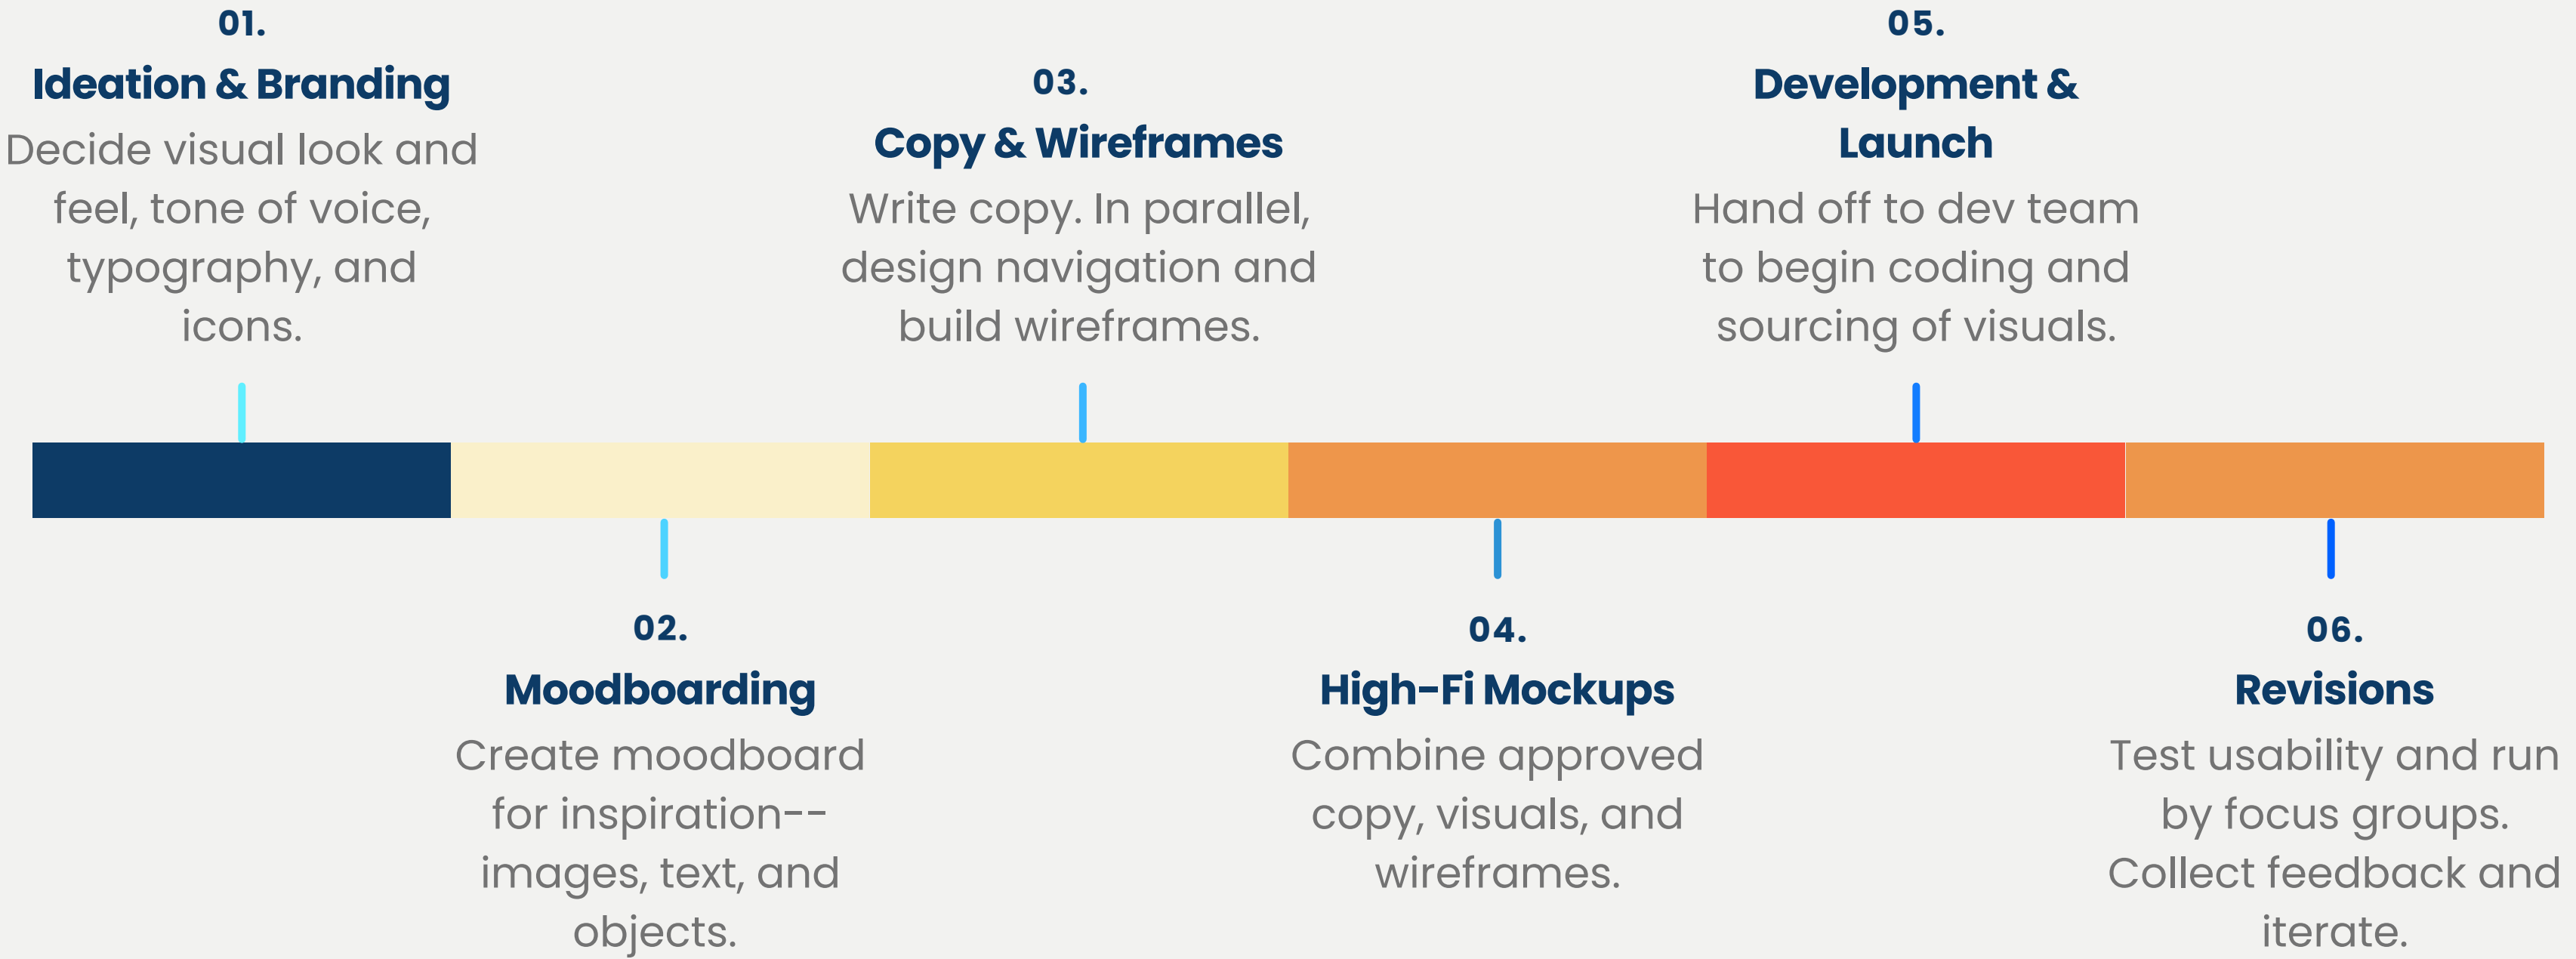 01.
Ideation & Branding
Decide visual look and
feel, tone of voice,
typography, and
icons.
02.
Moodboarding
Create moodboard
for inspiration--
images, text, and
objects.
03.
Copy & Wireframes
Write copy. In parallel,
design navigation and
build wireframes.
04.
High-Fi Mockups
Combine approved
copy, visuals, and
wireframes.
05.
Development &
Launch
Hand off to dev team
to begin coding and
sourcing of visuals.
06.
Revisions
Test usability and run
by focus groups.
Collect feedback and
iterate.